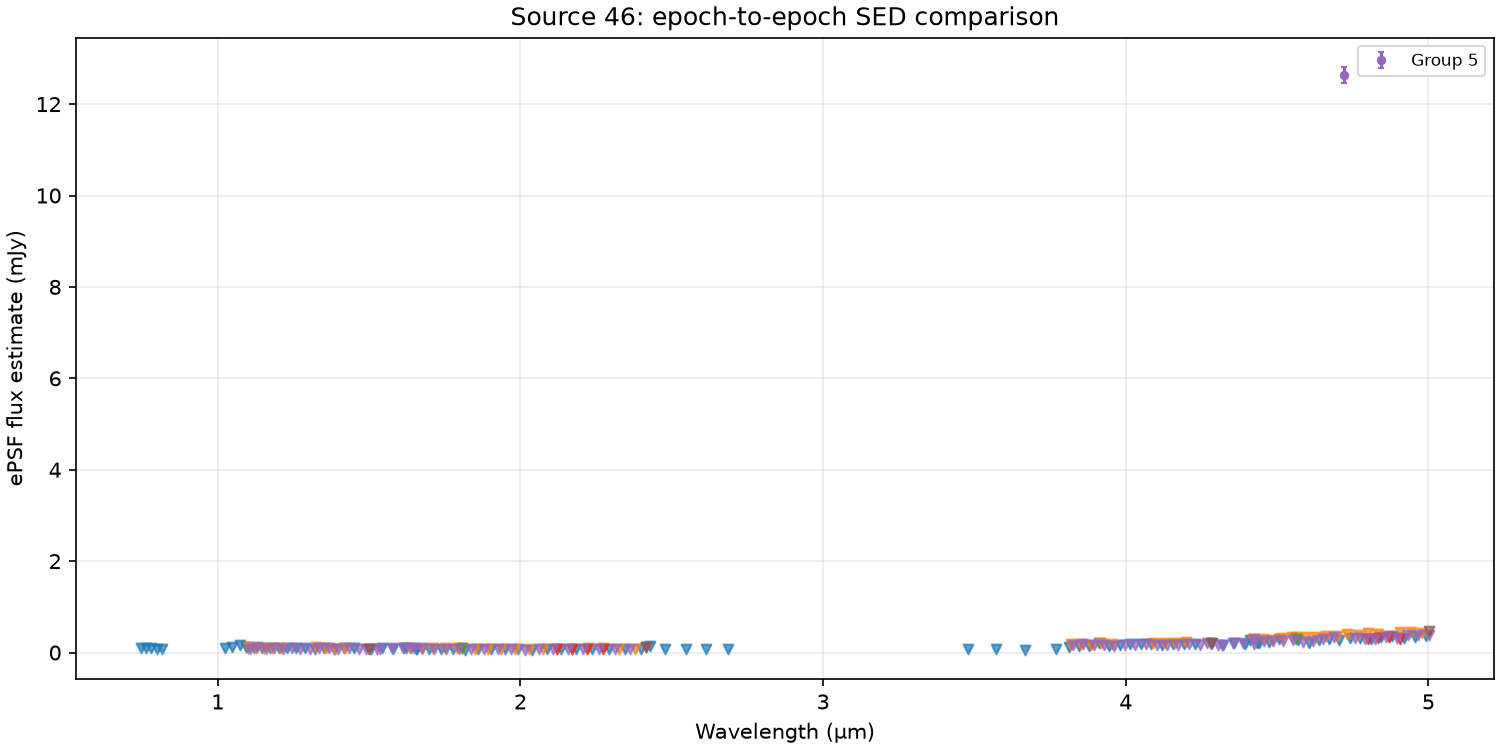 Source 46: epoch-to-epoch SED comparison
Group 5
ePSF flux estimate (mJy)
12
10
8
6
4
2
0
1 2 3 4 5
Wavelength (μm)